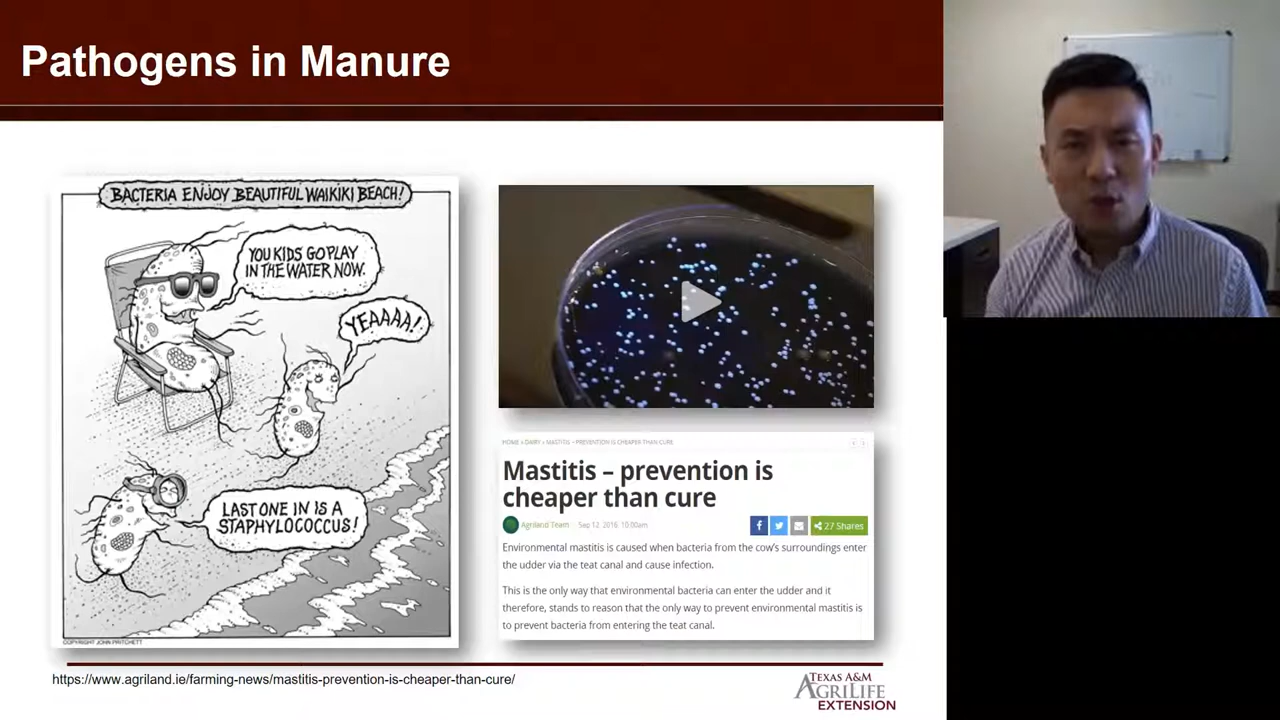 Pathogens in Manure
BACTERIA ENJOY BEAUTIFUL WAIKIKI BEACH!
YOU KIDS GO PLAY
IN THE WATER NOW.
YEAAAA!
LAST ONE IN IS A
STAPHYLOCOCCUS!
COPYRIGHT JOHN PRITCHETT
HOME » DAIRY » MASTITIS – PREVENTION IS CHEAPER THAN CURE
Mastitis – prevention is
cheaper than cure
Agriland Team Sep 12, 2016, 10:00am
27 Shares
Environmental mastitis is caused when bacteria from the cow's surroundings enter
the udder via the teat canal and cause infection.
This is the only way that environmental bacteria can enter the udder and it
therefore, stands to reason that the only way to prevent environmental mastitis is
to prevent bacteria from entering the teat canal.
https://www.agriland.ie/farming-news/mastitis-prevention-is-cheaper-than-cure/
TEXAS A&M
AGRILIFE
EXTENSION